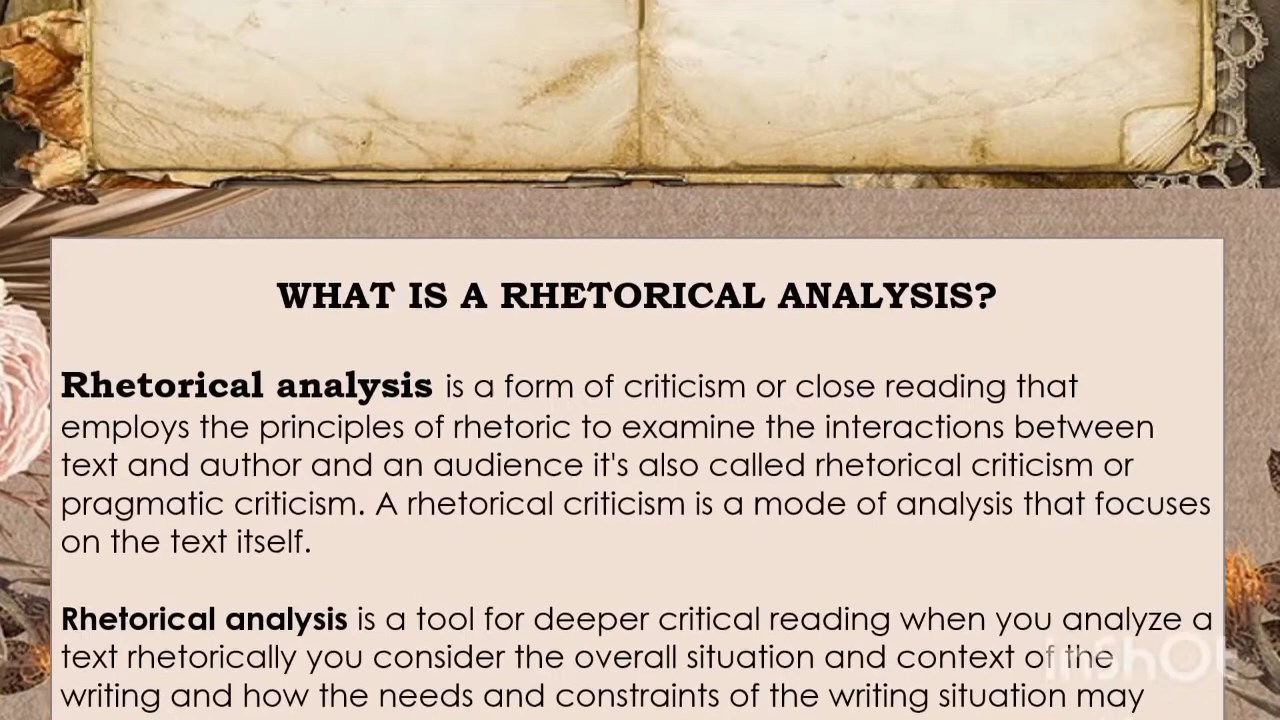 WHAT IS A RHETORICAL ANALYSIS?
Rhetorical analysis is a form of criticism or close reading that
employs the principles of rhetoric to examine the interactions between
text and author and an audience it's also called rhetorical criticism or
pragmatic criticism. A rhetorical criticism is a mode of analysis that focuses
on the text itself.
Rhetorical analysis is a tool for deeper critical reading when you analyze a
text rhetorically you consider the overall situation and context of the
writing and how the needs and constraints of the writing situation may
inshOt